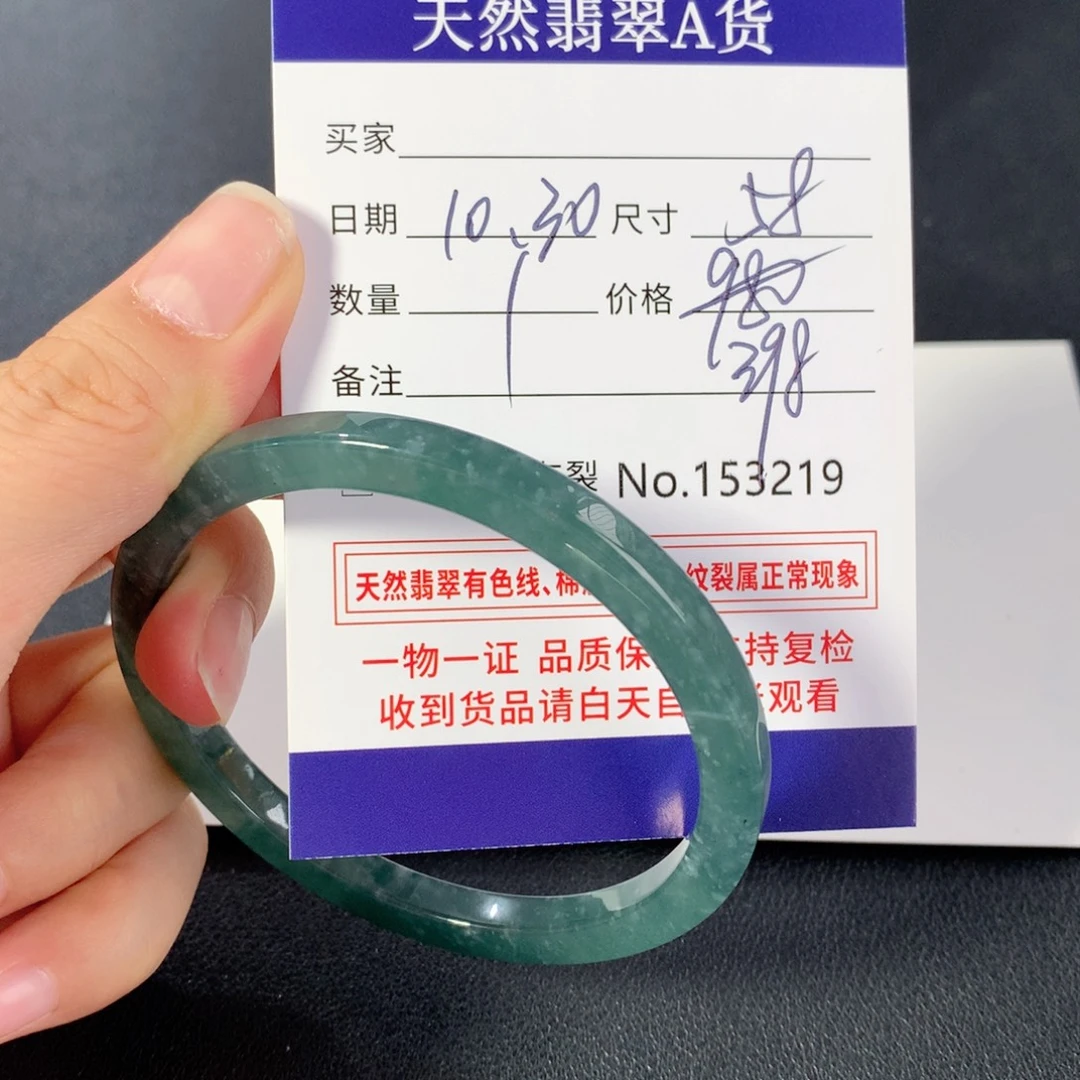 天然翡翠A货
买家
日期 10.30 尺寸 58
数量 1 价格 980
398
备注
裂 No.153219
天然翡翠有色线、棉 纹裂属正常现象
一物一证 品质保 持复检
收到货品请白天自 观看